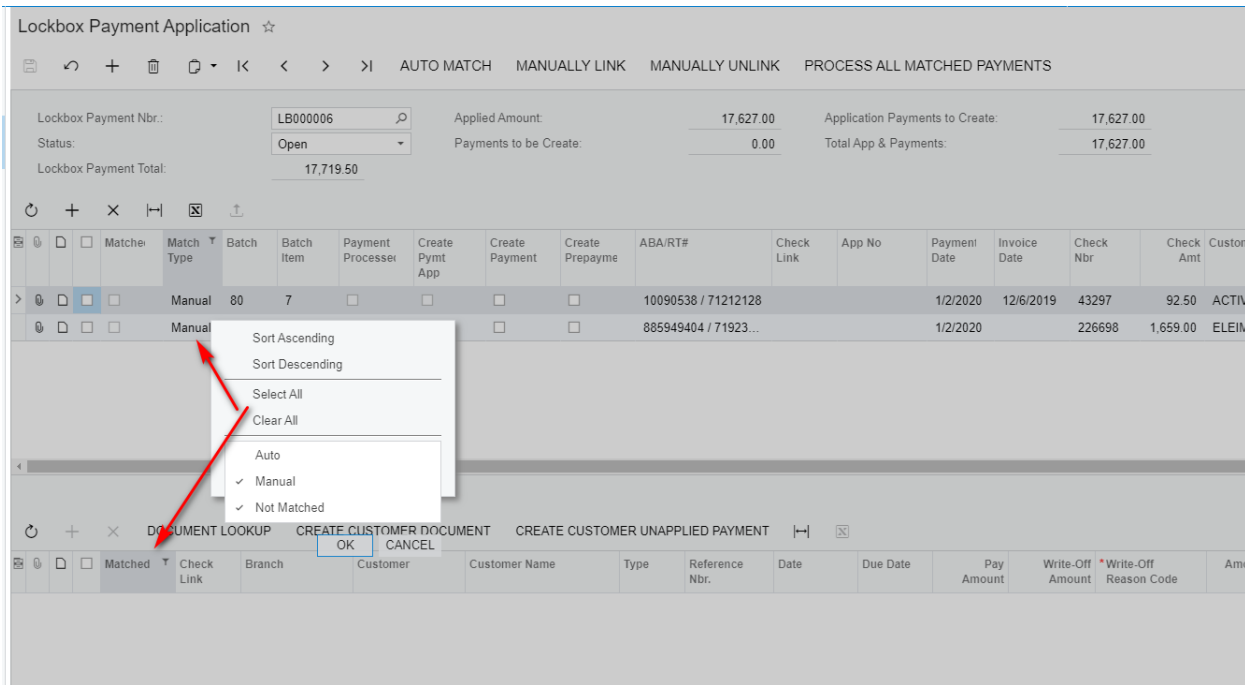 Lockbox Payment Application
AUTO MATCH MANUALLY LINK MANUALLY UNLINK PROCESS ALL MATCHED PAYMENTS
Lockbox Payment Nbr.: LB000006 Applied Amount: 17,627.00 Application Payments to Create: 17,627.00
Status: Open Payments to be Create: 0.00 Total App & Payments: 17,627.00
Lockbox Payment Total: 17,719.50
Matche Match Type Batch Batch Item Payment Processe Create Pymt App Create Payment Create Prepayme ABA/RT# Check Link App No Payment Date Invoice Date Check Nbr Check Amt Custor
Manual 80 7 10090538 / 71212128 1/2/2020 12/6/2019 43297 92.50 ACTIV
Manual 885949404 / 71923... 1/2/2020 226698 1,659.00 ELEIM
Sort Ascending
Sort Descending
Select All
Clear All
Auto
Manual
Not Matched
OK CANCEL
DOCUMENT LOOKUP CREATE CUSTOMER DOCUMENT CREATE CUSTOMER UNAPPLIED PAYMENT
Matched Check Link Branch Customer Customer Name Type Reference Nbr. Date Due Date Pay Amount Write-Off Amount *Write-Off Reason Code Amo